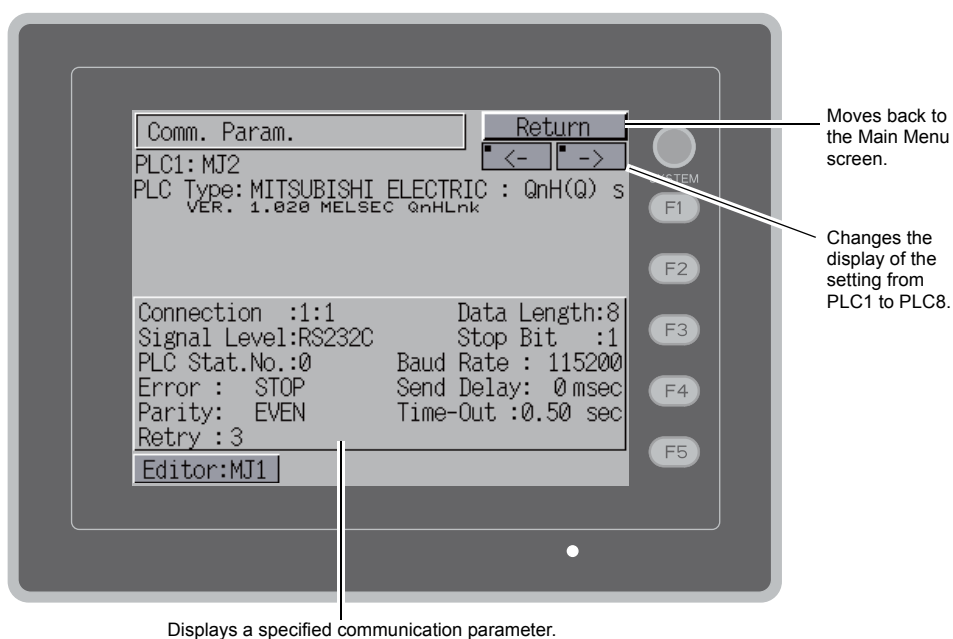 Comm. Param.
Return
<- ->
PLC1: MJ2
PLC Type: MITSUBISHI ELECTRIC : QnH(Q) s
VER. 1.020 MELSEC QnHLnk
Connection :1:1 Data Length:8
Signal Level:RS232C Stop Bit :1
PLC Stat.No.:0 Baud Rate : 115200
Error : STOP Send Delay: 0 msec
Parity: EVEN Time-Out :0.50 sec
Retry :3
Editor:MJ1
SYSTEM
F1
F2
F3
F4
F5
Moves back to
the Main Menu
screen.
Changes the
display of the
setting from
PLC1 to PLC8.
Displays a specified communication parameter.